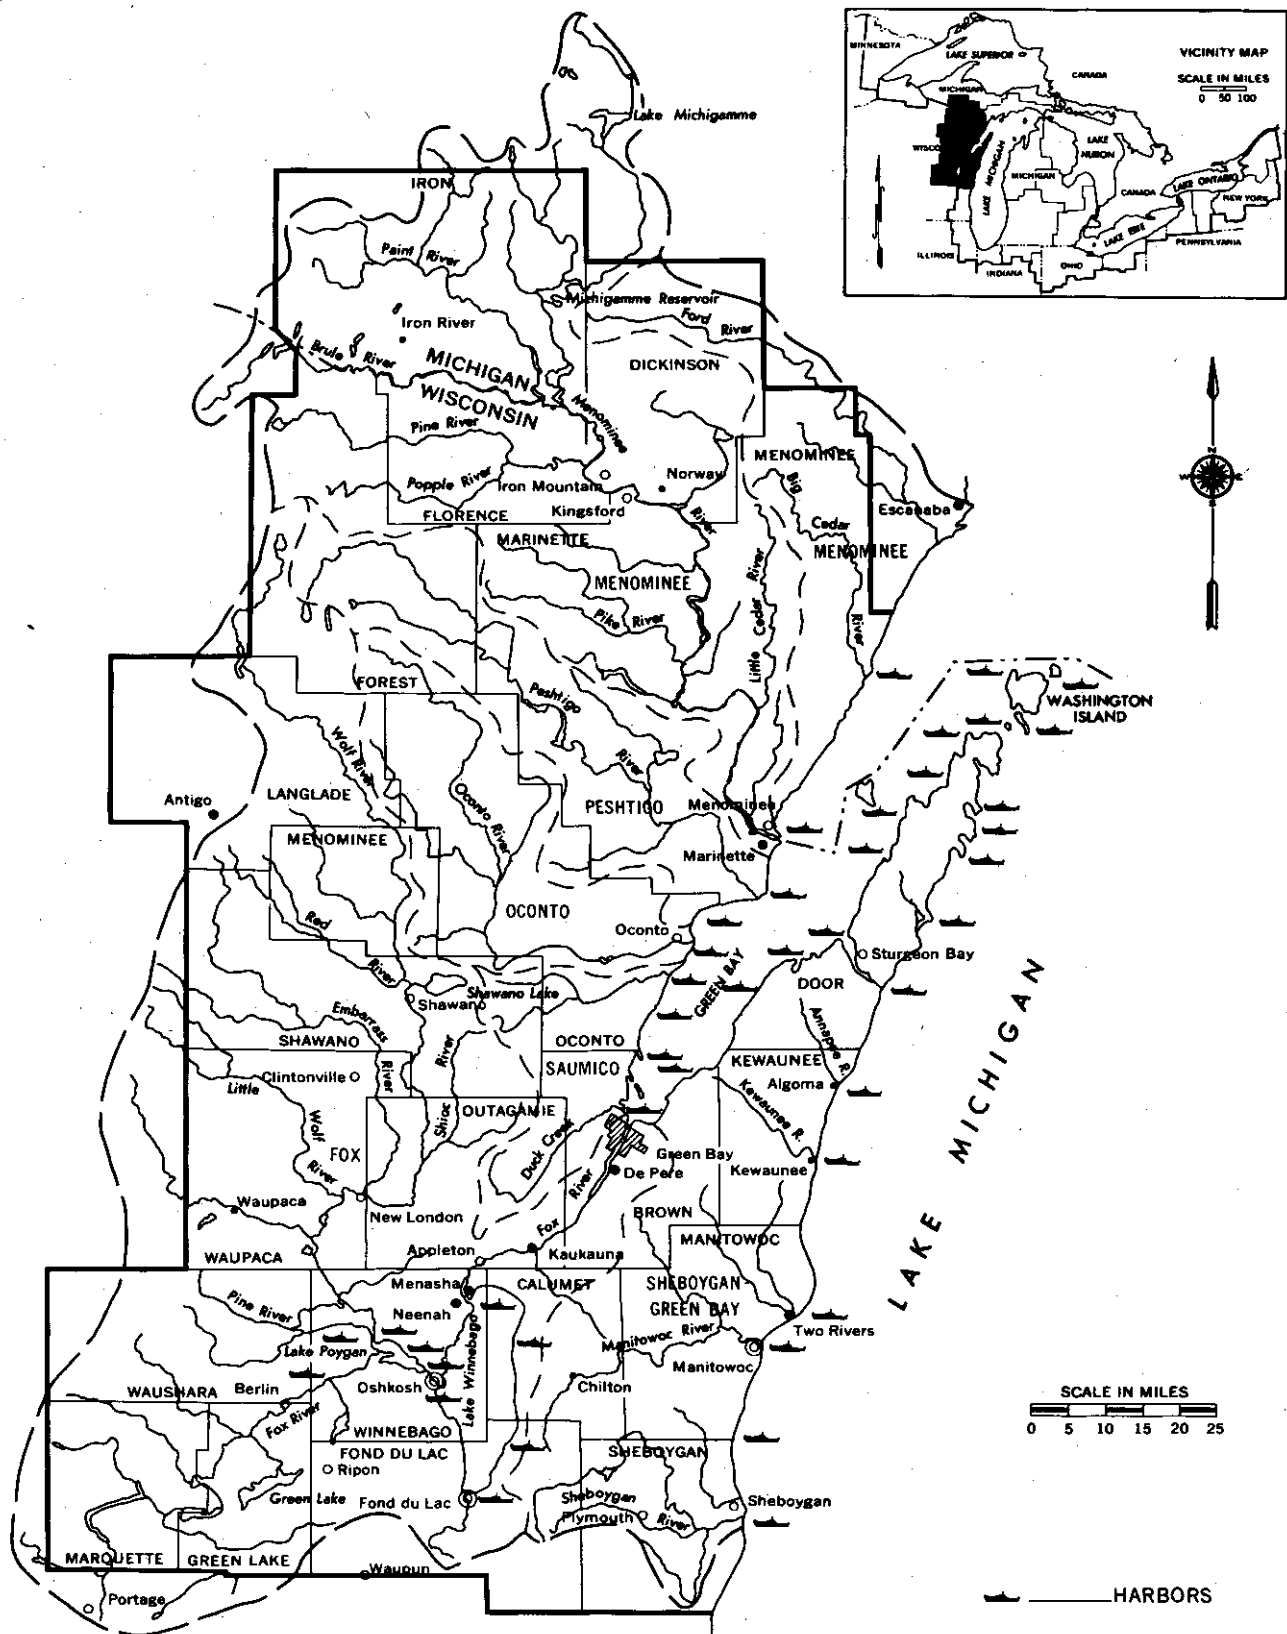 MINNESOTA
LAKE SUPERIOR
VICINITY MAP
CANADA
SCALE IN MILES
0 50 100
MICHIGAN
LAKE HURON
LAKE MICHIGAN
MICHIGAN
CANADA
LAKE ONTARIO
NEW YORK
LAKE ERIE
PENNSYLVANIA
ILLINOIS
INDIANA
OHIO
Lake Michigamme
IRON
Paint River
Michigamme Reservoir
Ford River
Iron River
Brule River
MICHIGAN
WISCONSIN
DICKINSON
Menominee
River
Pine River
MENOMINEE
Norway
Popple River
Iron Mountain
Kingsford
Big
Cedar
River
Escanaba
N
W
E
S
FLORENCE
MARINETTE
MENOMINEE
MENOMINEE
Little Cedar River
Pike River
FOREST
Peshtigo
River
WASHINGTON
ISLAND
Wolf River
Oconto River
LANGLADE
Antigo
PESHTIGO
Menominee
MENOMINEE
Marinette
OCONTO
Red
River
Oconto
Sturgeon Bay
GREEN BAY
DOOR
Shawano Lake
Shawano
Embarrass
River
Annapee R.
SHAWANO
OCONTO
SAUMICO
KEWAUNEE
Algoma
Clintonville
Little
Wolf
River
Shioc
River
OUTAGAMIE
Kewaunee R.
FOX
Duck Creek
Green Bay
De Pere
Kewaunee
Fox
River
Waupaca
New London
BROWN
MANITOWOC
WAUPACA
Appleton
Kaukauna
LAKE MICHIGAN
Menasha
CALUMET
SHEBOYGAN
GREEN BAY
Neenah
Pine River
Two Rivers
Manitowoc River
Manitowoc
Lake Poygan
Lake Winnebago
WAUSHARA
Berlin
Oshkosh
Chilton
SCALE IN MILES
0 5 10 15 20 25
Fox River
WINNEBAGO
FOND DU LAC
SHEBOYGAN
Ripon
Green Lake
Fond du Lac
Sheboygan
River
Plymouth
Sheboygan
MARQUETTE
GREEN LAKE
Waupun
Portage
HARBORS